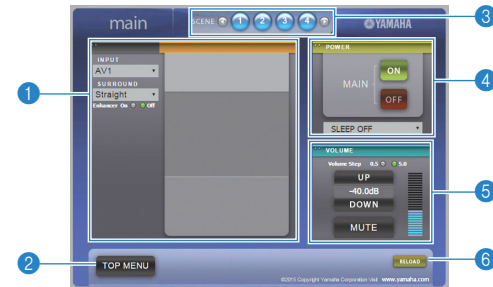 main
SCENE 1 2 3 4
YAMAHA
3
INPUT
AV1
SURROUND
Straight
Enhancer On Off
1
POWER
MAIN
ON
OFF
SLEEP OFF
4
VOLUME
Volume Step 0.5 5.0
UP
-40.0dB
DOWN
MUTE
5
2
TOP MENU
RELOAD
6
©2015 Copyright Yamaha Corporation Visit www.yamaha.com